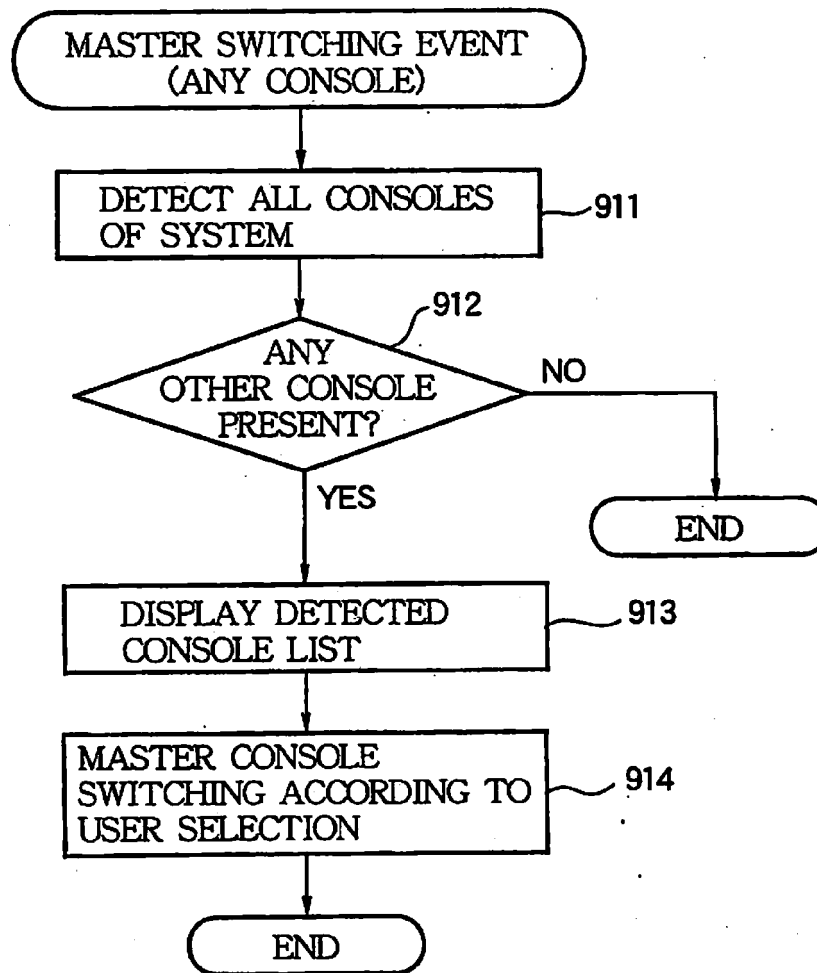 MASTER SWITCHING EVENT
(ANY CONSOLE)
DETECT ALL CONSOLES
OF SYSTEM
911
912
ANY
OTHER CONSOLE
PRESENT?
NO
YES
END
DISPLAY DETECTED
CONSOLE LIST
913
MASTER CONSOLE
SWITCHING ACCORDING TO
USER SELECTION
914
END